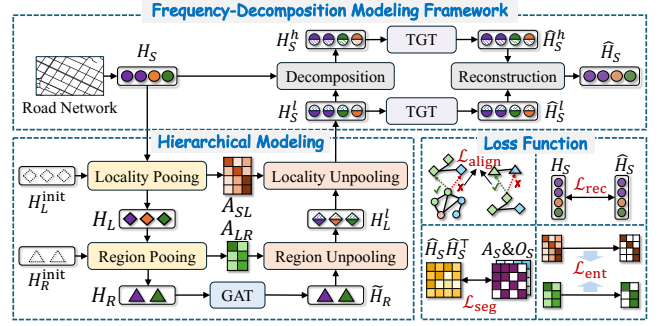 Frequency-Decomposition Modeling Framework
H_S
H_S^h
TGT
Ĥ_S^h
Ĥ_S
Road Network
Decomposition
Reconstruction
H_S^l
TGT
Ĥ_S^l
Hierarchical Modeling
Loss Function
H_L^init
Locality Pooing
A_SL
Locality Unpooling
H_L
A_LR
H_L^l
H_R^init
Region Pooing
Region Unpooling
H_R
GAT
H̃_R
ℒ_align
H_S
Ĥ_S
ℒ_rec
Ĥ_SĤ_S^⊤
A_S&O_S
ℒ_seg
ℒ_ent